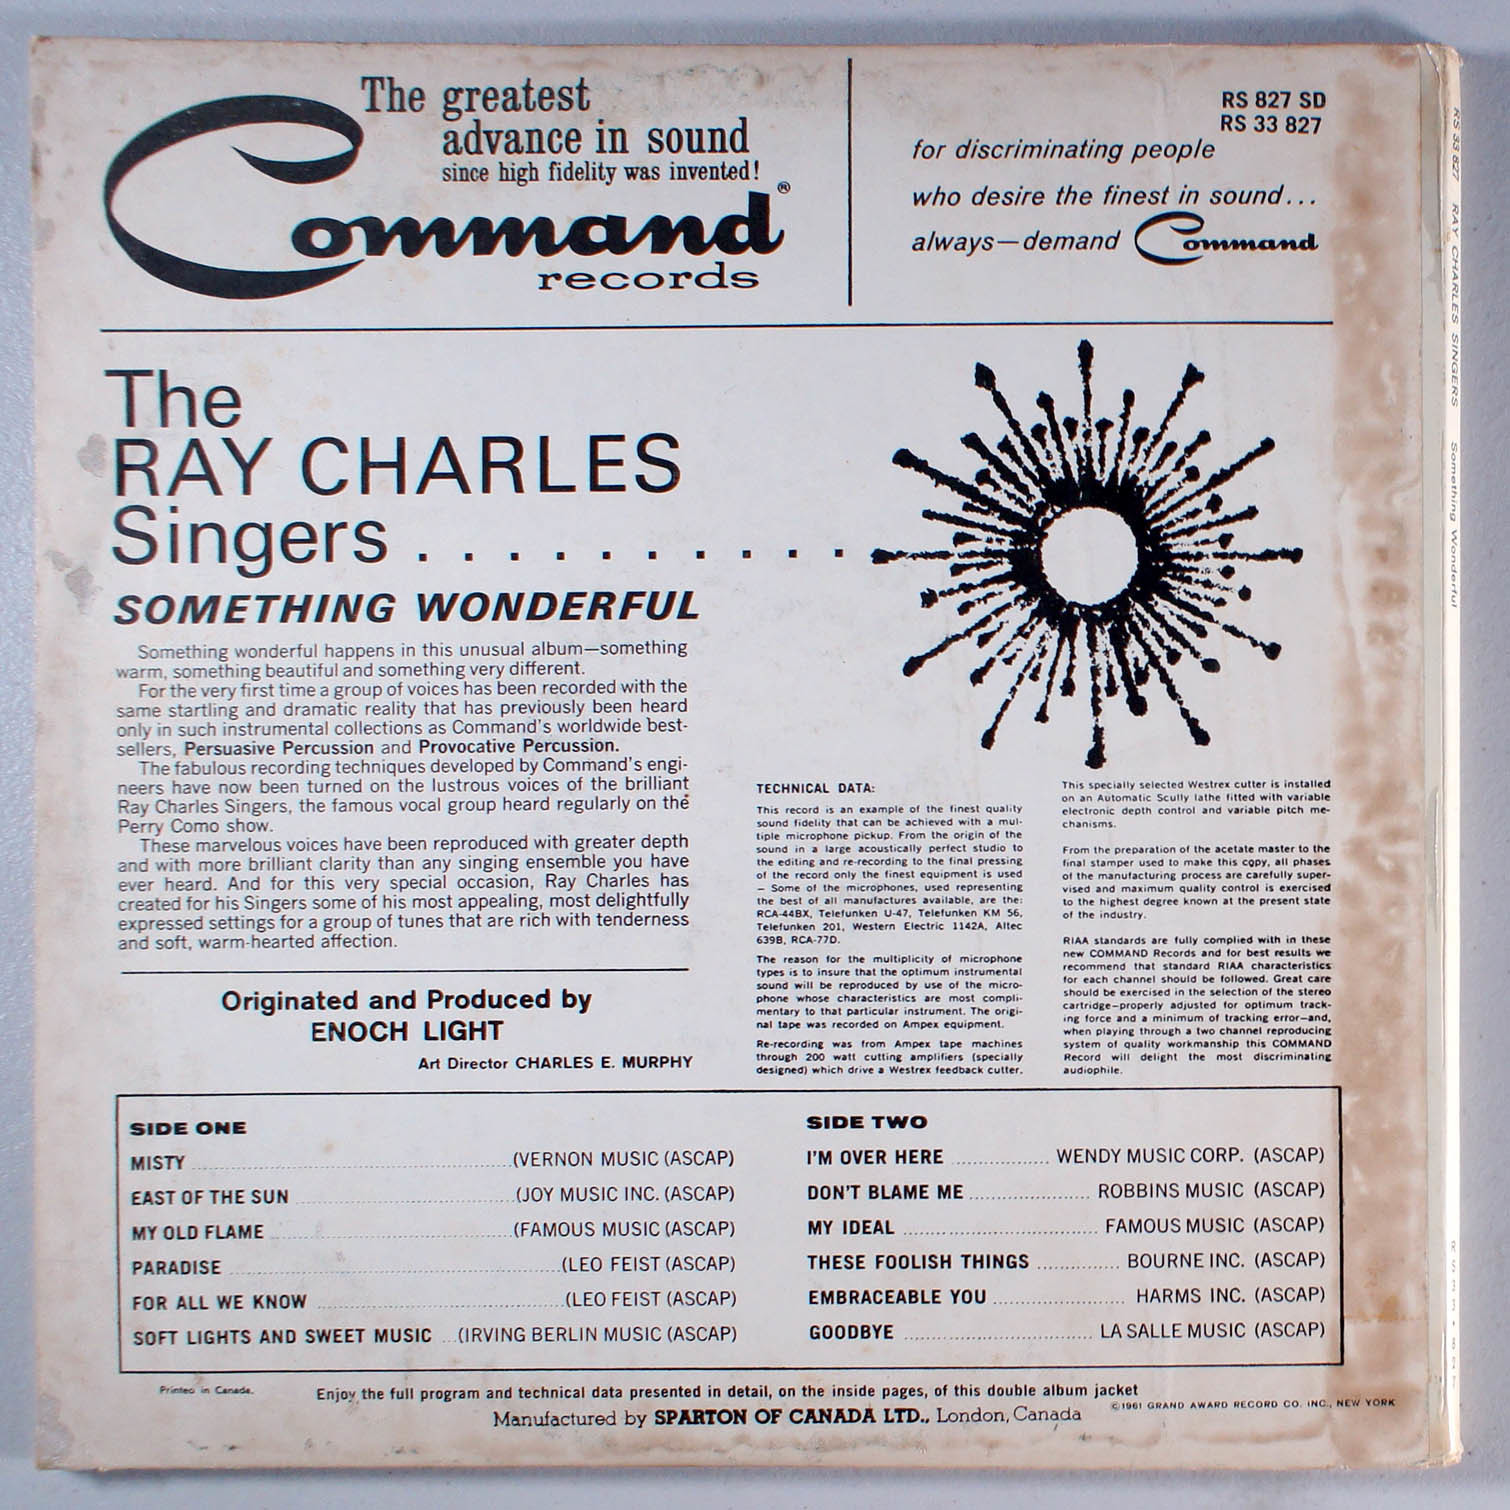 The greatest
advance in sound
since high fidelity was invented!
Command®
records
RS 827 SD
RS 33 827
for discriminating people
who desire the finest in sound...
always—demand Command
The
RAY CHARLES
Singers . . . . . . . . . . .
SOMETHING WONDERFUL
Something wonderful happens in this unusual album—something
warm, something beautiful and something very different.
For the very first time a group of voices has been recorded with the
same startling and dramatic reality that has previously been heard
only in such instrumental collections as Command's worldwide best-
sellers, Persuasive Percussion and Provocative Percussion.
The fabulous recording techniques developed by Command's engi-
neers have now been turned on the lustrous voices of the brilliant
Ray Charles Singers, the famous vocal group heard regularly on the
Perry Como show.
These marvelous voices have been reproduced with greater depth
and with more brilliant clarity than any singing ensemble you have
ever heard. And for this very special occasion, Ray Charles has
created for his Singers some of his most appealing, most delightfully
expressed settings for a group of tunes that are rich with tenderness
and soft, warm-hearted affection.
Originated and Produced by
ENOCH LIGHT
Art Director CHARLES E. MURPHY
TECHNICAL DATA:
This record is an example of the finest quality
sound fidelity that can be achieved with a mul-
tiple microphone pickup. From the origin of the
sound in a large acoustically perfect studio to
the editing and re-recording to the final pressing
of the record only the finest equipment is used
— Some of the microphones, used representing
the best of all manufactures available, are the:
RCA-44BX, Telefunken U-47, Telefunken KM 56,
Telefunken 201, Western Electric 1142A, Altec
639B, RCA-77D.
The reason for the multiplicity of microphone
types is to insure that the optimum instrumental
sound will be reproduced by use of the micro-
phone whose characteristics are most compli-
mentary to that particular instrument. The origi-
nal tape was recorded on Ampex equipment.
Re-recording was from Ampex tape machines
through 200 watt cutting amplifiers (specially
designed) which drive a Westrex feedback cutter.
This specially selected Westrex cutter is installed
on an Automatic Scully lathe fitted with variable
electronic depth control and variable pitch me-
chanisms.
From the preparation of the acetate master to the
final stamper used to make this copy, all phases
of the manufacturing process are carefully super-
vised and maximum quality control is exercised
to the highest degree known at the present state
of the industry.
RIAA standards are fully complied with in these
new COMMAND Records and for best results we
recommend that standard RIAA characteristics
for each channel should be followed. Great care
should be exercised in the selection of the stereo
cartridge—properly adjusted for optimum track-
ing force and a minimum of tracking error—and,
when playing through a two channel reproducing
system of quality workmanship this COMMAND
Record will delight the most discriminating
audiophile.
SIDE ONE
MISTY (VERNON MUSIC (ASCAP)
EAST OF THE SUN (JOY MUSIC INC. (ASCAP)
MY OLD FLAME (FAMOUS MUSIC (ASCAP)
PARADISE (LEO FEIST (ASCAP)
FOR ALL WE KNOW (LEO FEIST (ASCAP)
SOFT LIGHTS AND SWEET MUSIC (IRVING BERLIN MUSIC (ASCAP)
SIDE TWO
I'M OVER HERE WENDY MUSIC CORP. (ASCAP)
DON'T BLAME ME ROBBINS MUSIC (ASCAP)
MY IDEAL FAMOUS MUSIC (ASCAP)
THESE FOOLISH THINGS BOURNE INC. (ASCAP)
EMBRACEABLE YOU HARMS INC. (ASCAP)
GOODBYE LA SALLE MUSIC (ASCAP)
Printed in Canada.
Enjoy the full program and technical data presented in detail, on the inside pages, of this double album jacket
Manufactured by SPARTON OF CANADA LTD., London, Canada
©1961 GRAND AWARD RECORD CO. INC., NEW YORK
RS 33 827 RAY CHARLES SINGERS Something Wonderful